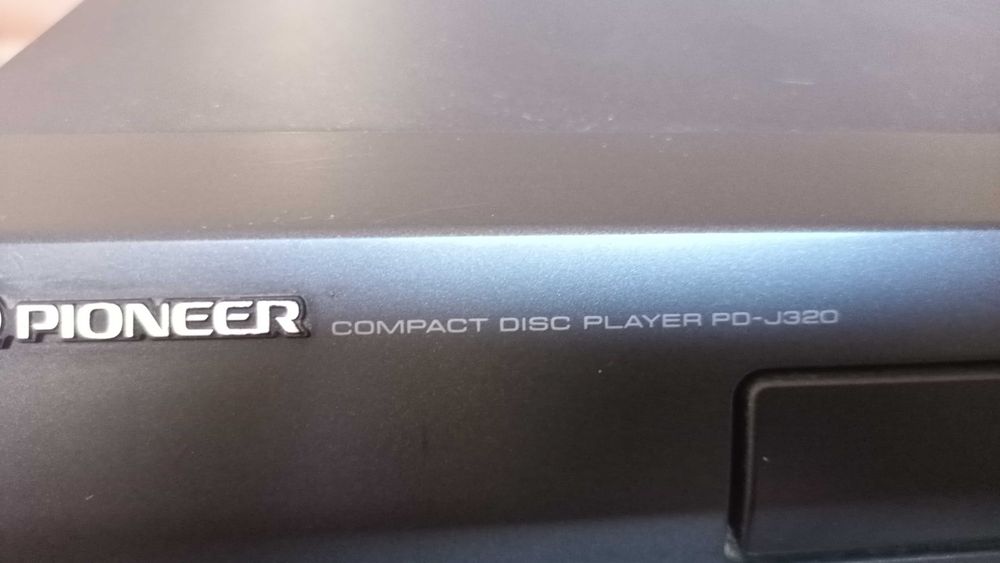 PIONEER COMPACT DISC PLAYER PD-J320